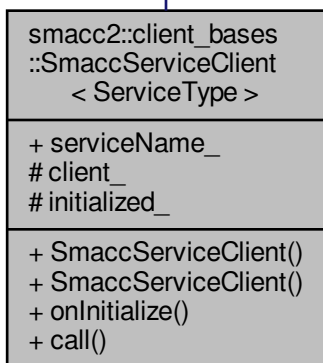 smacc2::client_bases
::SmaccServiceClient
< ServiceType >
+ serviceName_
# client_
# initialized_
+ SmaccServiceClient()
+ SmaccServiceClient()
+ onInitialize()
+ call()